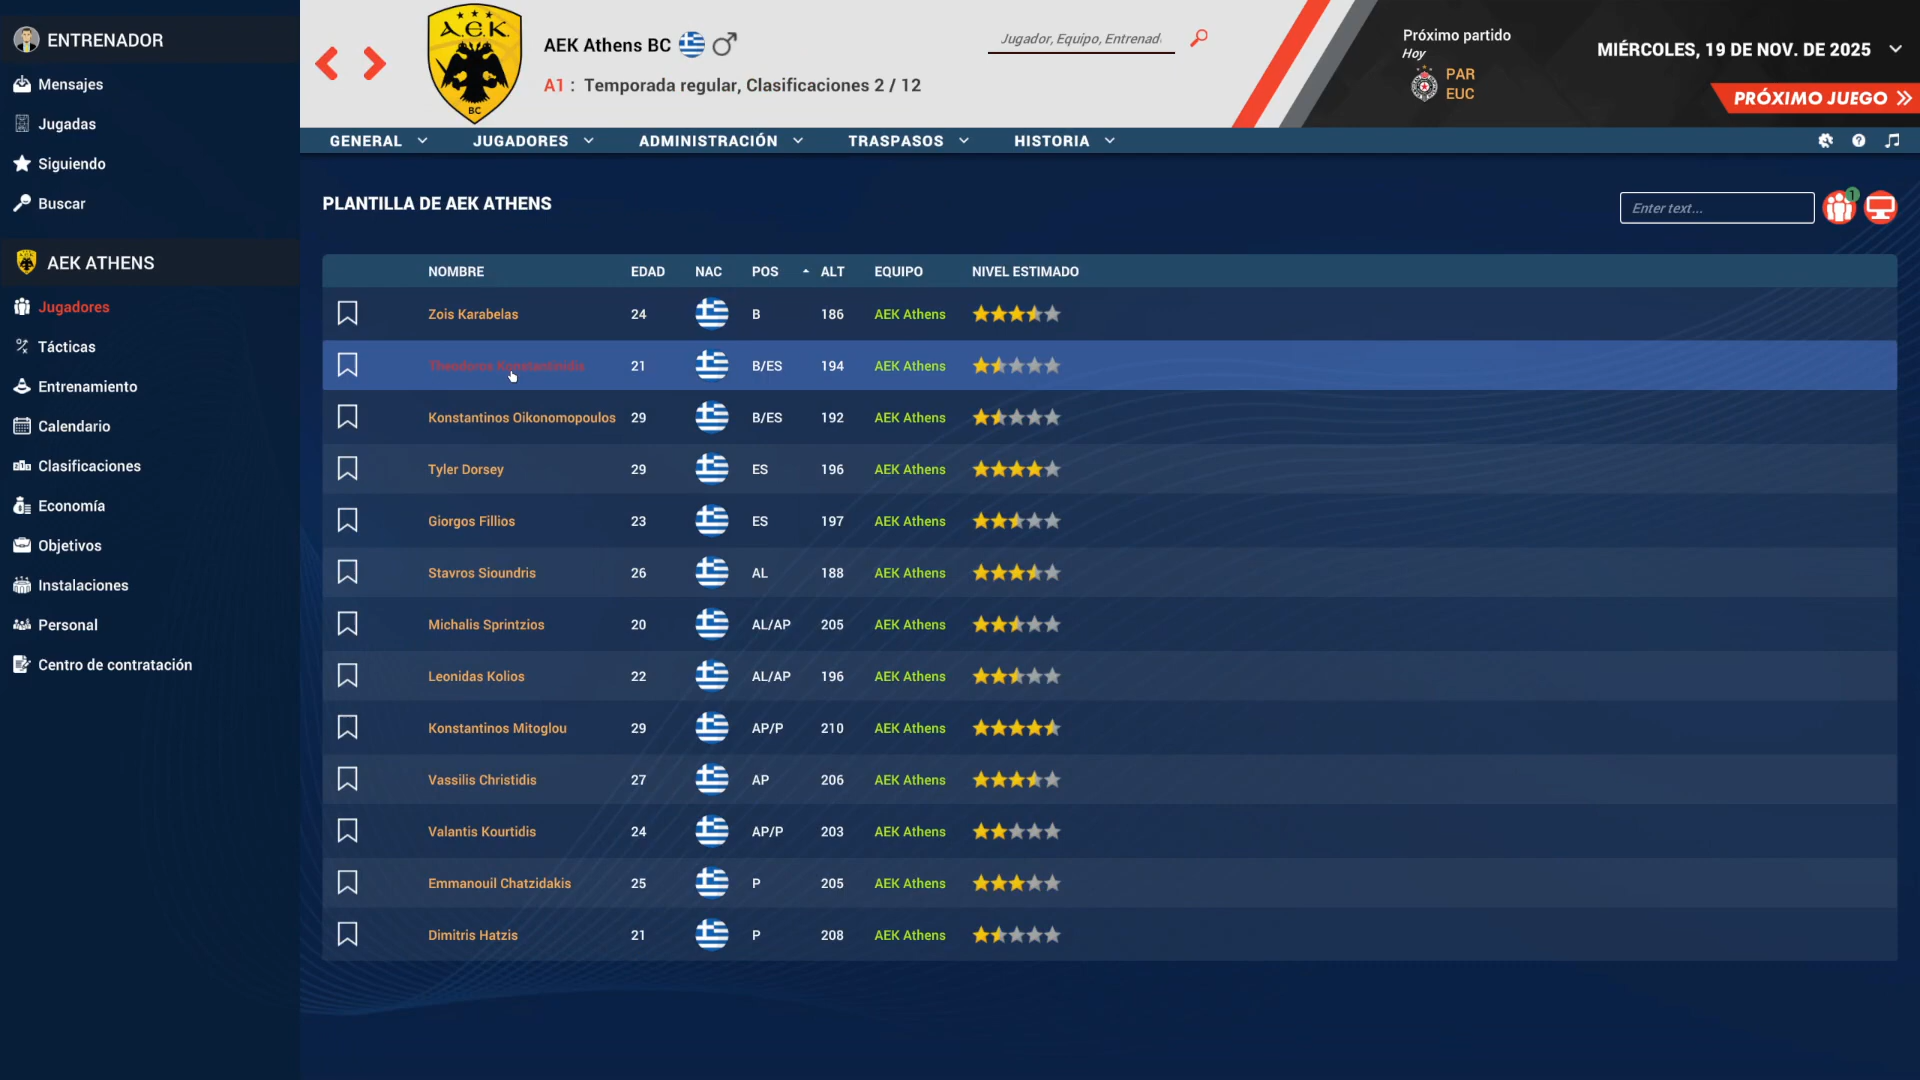 ENTRENADOR
Mensajes
Jugadas
Siguiendo
Buscar
AEK ATHENS
Jugadores
Tácticas
Entrenamiento
Calendario
Clasificaciones
Economía
Objetivos
Instalaciones
Personal
Centro de contratación
A.E.K.
BC
AEK Athens BC
A1 : Temporada regular, Clasificaciones 2 / 12
Jugador, Equipo, Entrenad
Próximo partido
Hoy
PAR
EUC
MIÉRCOLES, 19 DE NOV. DE 2025
PRÓXIMO JUEGO
GENERAL JUGADORES ADMINISTRACIÓN TRASPASOS HISTORIA
PLANTILLA DE AEK ATHENS
Enter text...
1
NOMBRE EDAD NAC POS ALT EQUIPO NIVEL ESTIMADO
Zois Karabelas 24 B 186 AEK Athens
Theodoros Konstantinidis 21 B/ES 194 AEK Athens
Konstantinos Oikonomopoulos 29 B/ES 192 AEK Athens
Tyler Dorsey 29 ES 196 AEK Athens
Giorgos Fillios 23 ES 197 AEK Athens
Stavros Sioundris 26 AL 188 AEK Athens
Michalis Sprintzios 20 AL/AP 205 AEK Athens
Leonidas Kolios 22 AL/AP 196 AEK Athens
Konstantinos Mitoglou 29 AP/P 210 AEK Athens
Vassilis Christidis 27 AP 206 AEK Athens
Valantis Kourtidis 24 AP/P 203 AEK Athens
Emmanouil Chatzidakis 25 P 205 AEK Athens
Dimitris Hatzis 21 P 208 AEK Athens